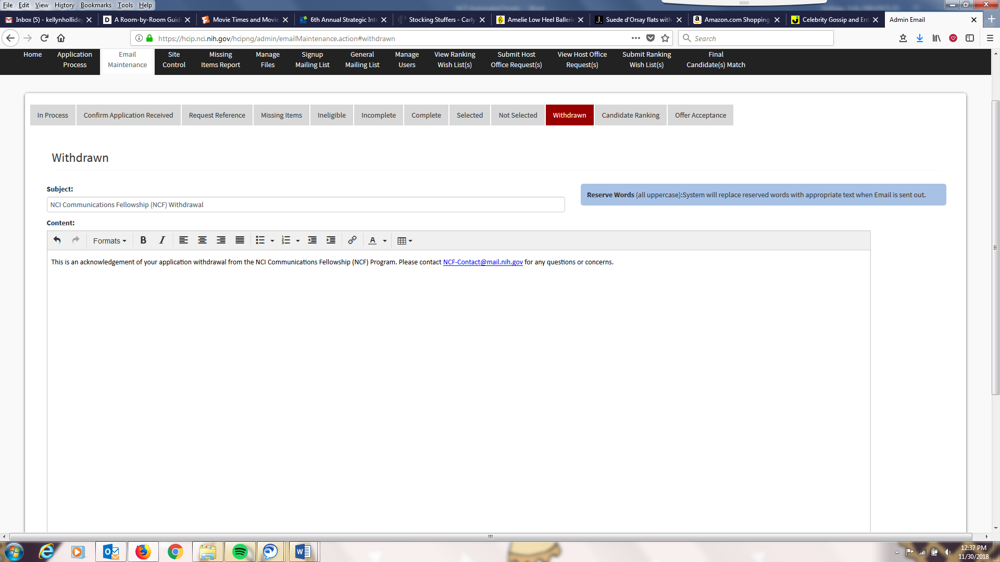 File Edit View History Bookmarks Tools Help
Inbox (5) - kellynholliday A Room-by-Room Guid Movie Times and Movie 6th Annual Strategic Inte Stocking Stuffers - Carly Amelie Low Heel Ballerin Suede d'Orsay flats with Amazon.com Shopping Celebrity Gossip and Ent Admin Email
https://hcip.nci.nih.gov/hcipng/admin/emailMaintenance.action#withdrawn Search
Home Application Email Site Missing Manage Signup General Manage View Ranking Submit Host View Host Office Submit Ranking Final
Process Maintenance Control Items Report Files Mailing List Mailing List Users Wish List(s) Office Request(s) Request(s) Wish List(s) Candidate(s) Match
In Process Confirm Application Received Request Reference Missing Items Ineligible Incomplete Complete Selected Not Selected Withdrawn Candidate Ranking Offer Acceptance
Withdrawn
Subject:
Reserve Words (all uppercase):System will replace reserved words with appropriate text when Email is sent out.
NCI Communications Fellowship (NCF) Withdrawal
Content:
Formats B I A
This is an acknowledgement of your application withdrawal from the NCI Communications Fellowship (NCF) Program. Please contact NCF-Contact@mail.nih.gov for any questions or concerns.
12:37 PM
11/30/2018